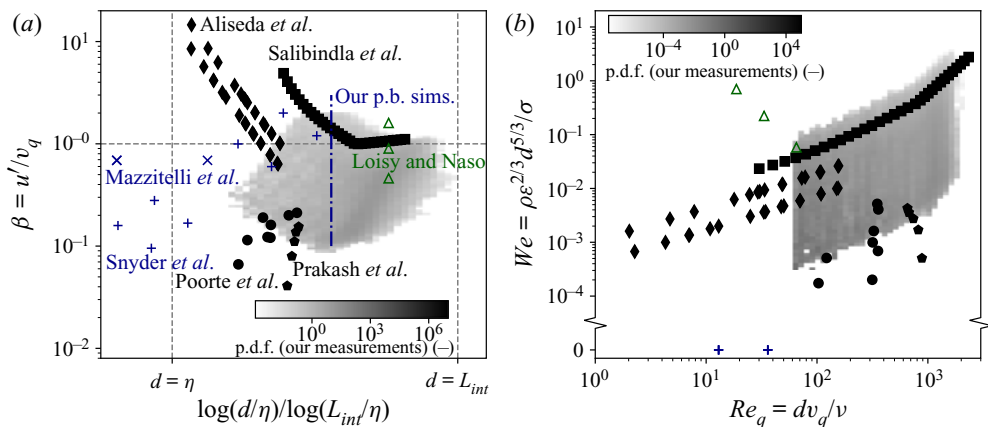 (a)
10^1
10^−0
10^−1
10^−2
β = u′/v_q
Aliseda et al.
Salibindla et al.
Our p.b. sims.
Loisy and Naso
Mazzitelli et al.
Snyder et al.
Poorte et al.
Prakash et al.
10^0 10^3 10^6
p.d.f. (our measurements) (–)
d = η
d = L_int
log(d/η)/log(L_int/η)
(b)
10^−4 10^0 10^4
p.d.f. (our measurements) (–)
10^0
10^−1
10^−2
10^−3
10^−4
0
We = ρε^2/3 d^5/3/σ
10^0 10^1 10^2 10^3
Re_q = dv_q/ν